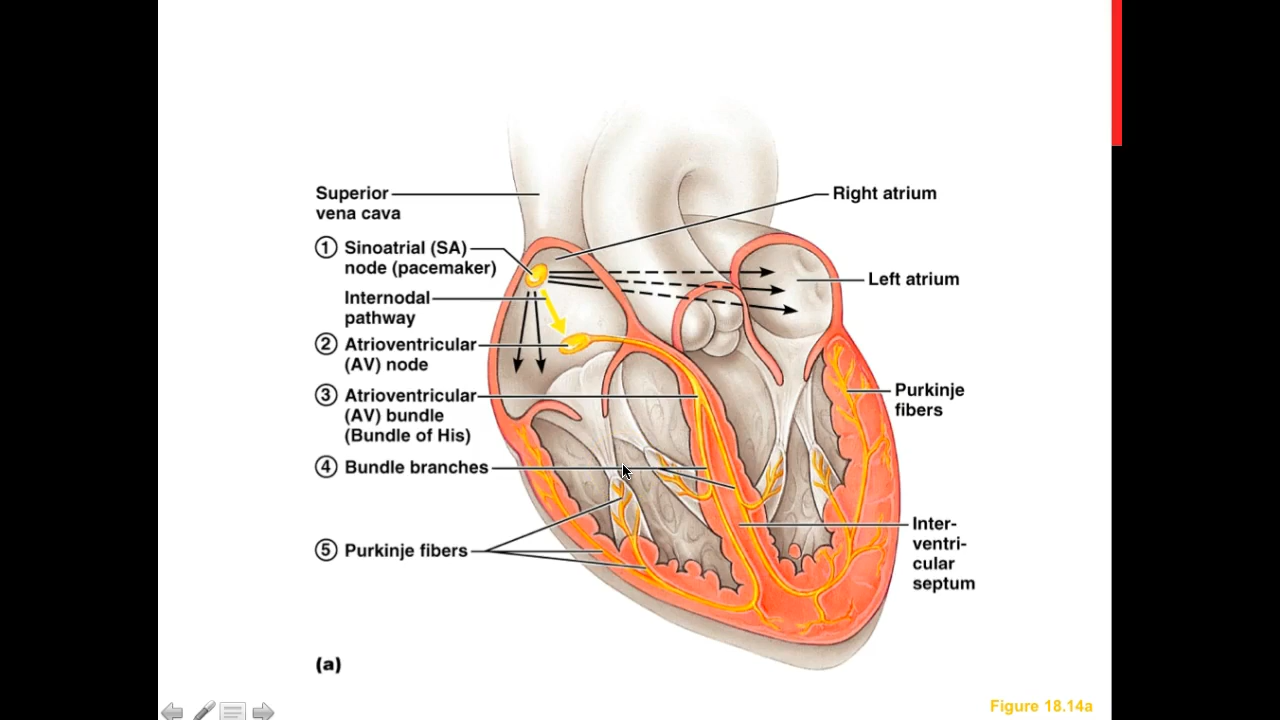 Superior
vena cava
Right atrium
① Sinoatrial (SA)
node (pacemaker)
Left atrium
Internodal
pathway
② Atrioventricular
(AV) node
③ Atrioventricular
(AV) bundle
(Bundle of His)
Purkinje
fibers
④ Bundle branches
Inter-
ventri-
cular
septum
⑤ Purkinje fibers
(a)
Figure 18.14a